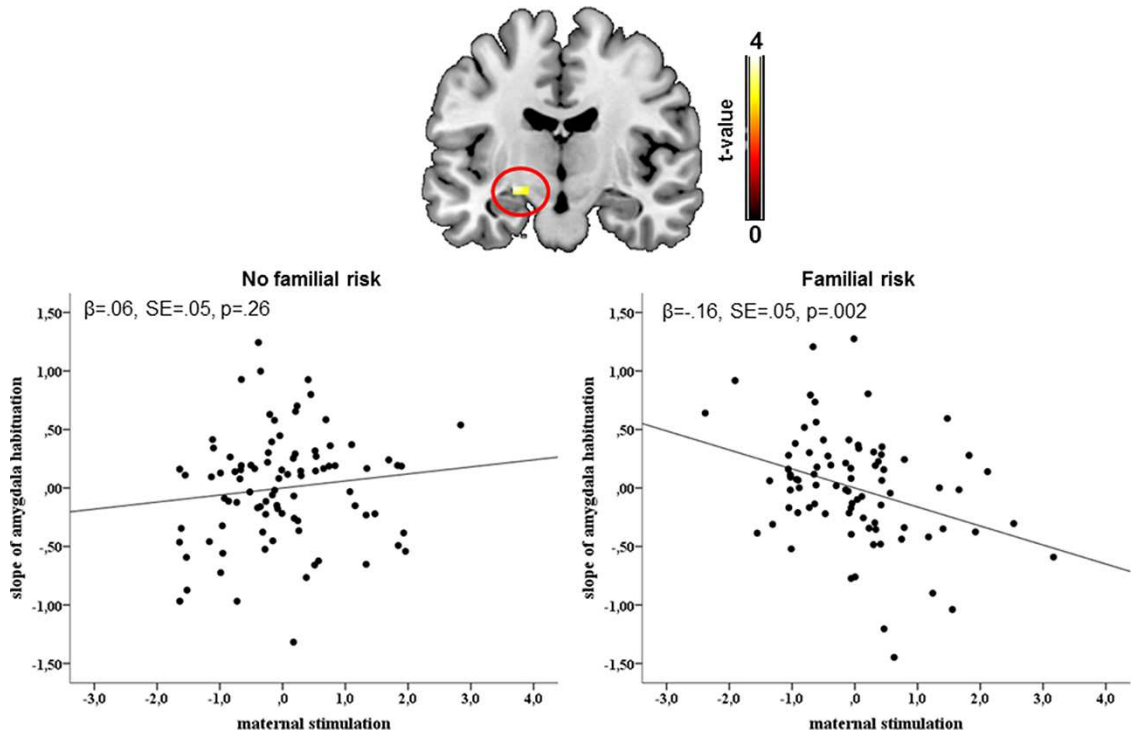 4
t-value
0
No familial risk
β=.06, SE=.05, p=.26
1,50
1,00
,50
,00
-,50
-1,00
-1,50
slope of amygdala habituation
-3,0 -2,0 -1,0 ,0 1,0 2,0 3,0 4,0
maternal stimulation
Familial risk
β=-.16, SE=.05, p=.002
1,50
1,00
,50
,00
-,50
-1,00
-1,50
slope of amygdala habituation
-3,0 -2,0 -1,0 ,0 1,0 2,0 3,0 4,0
maternal stimulation